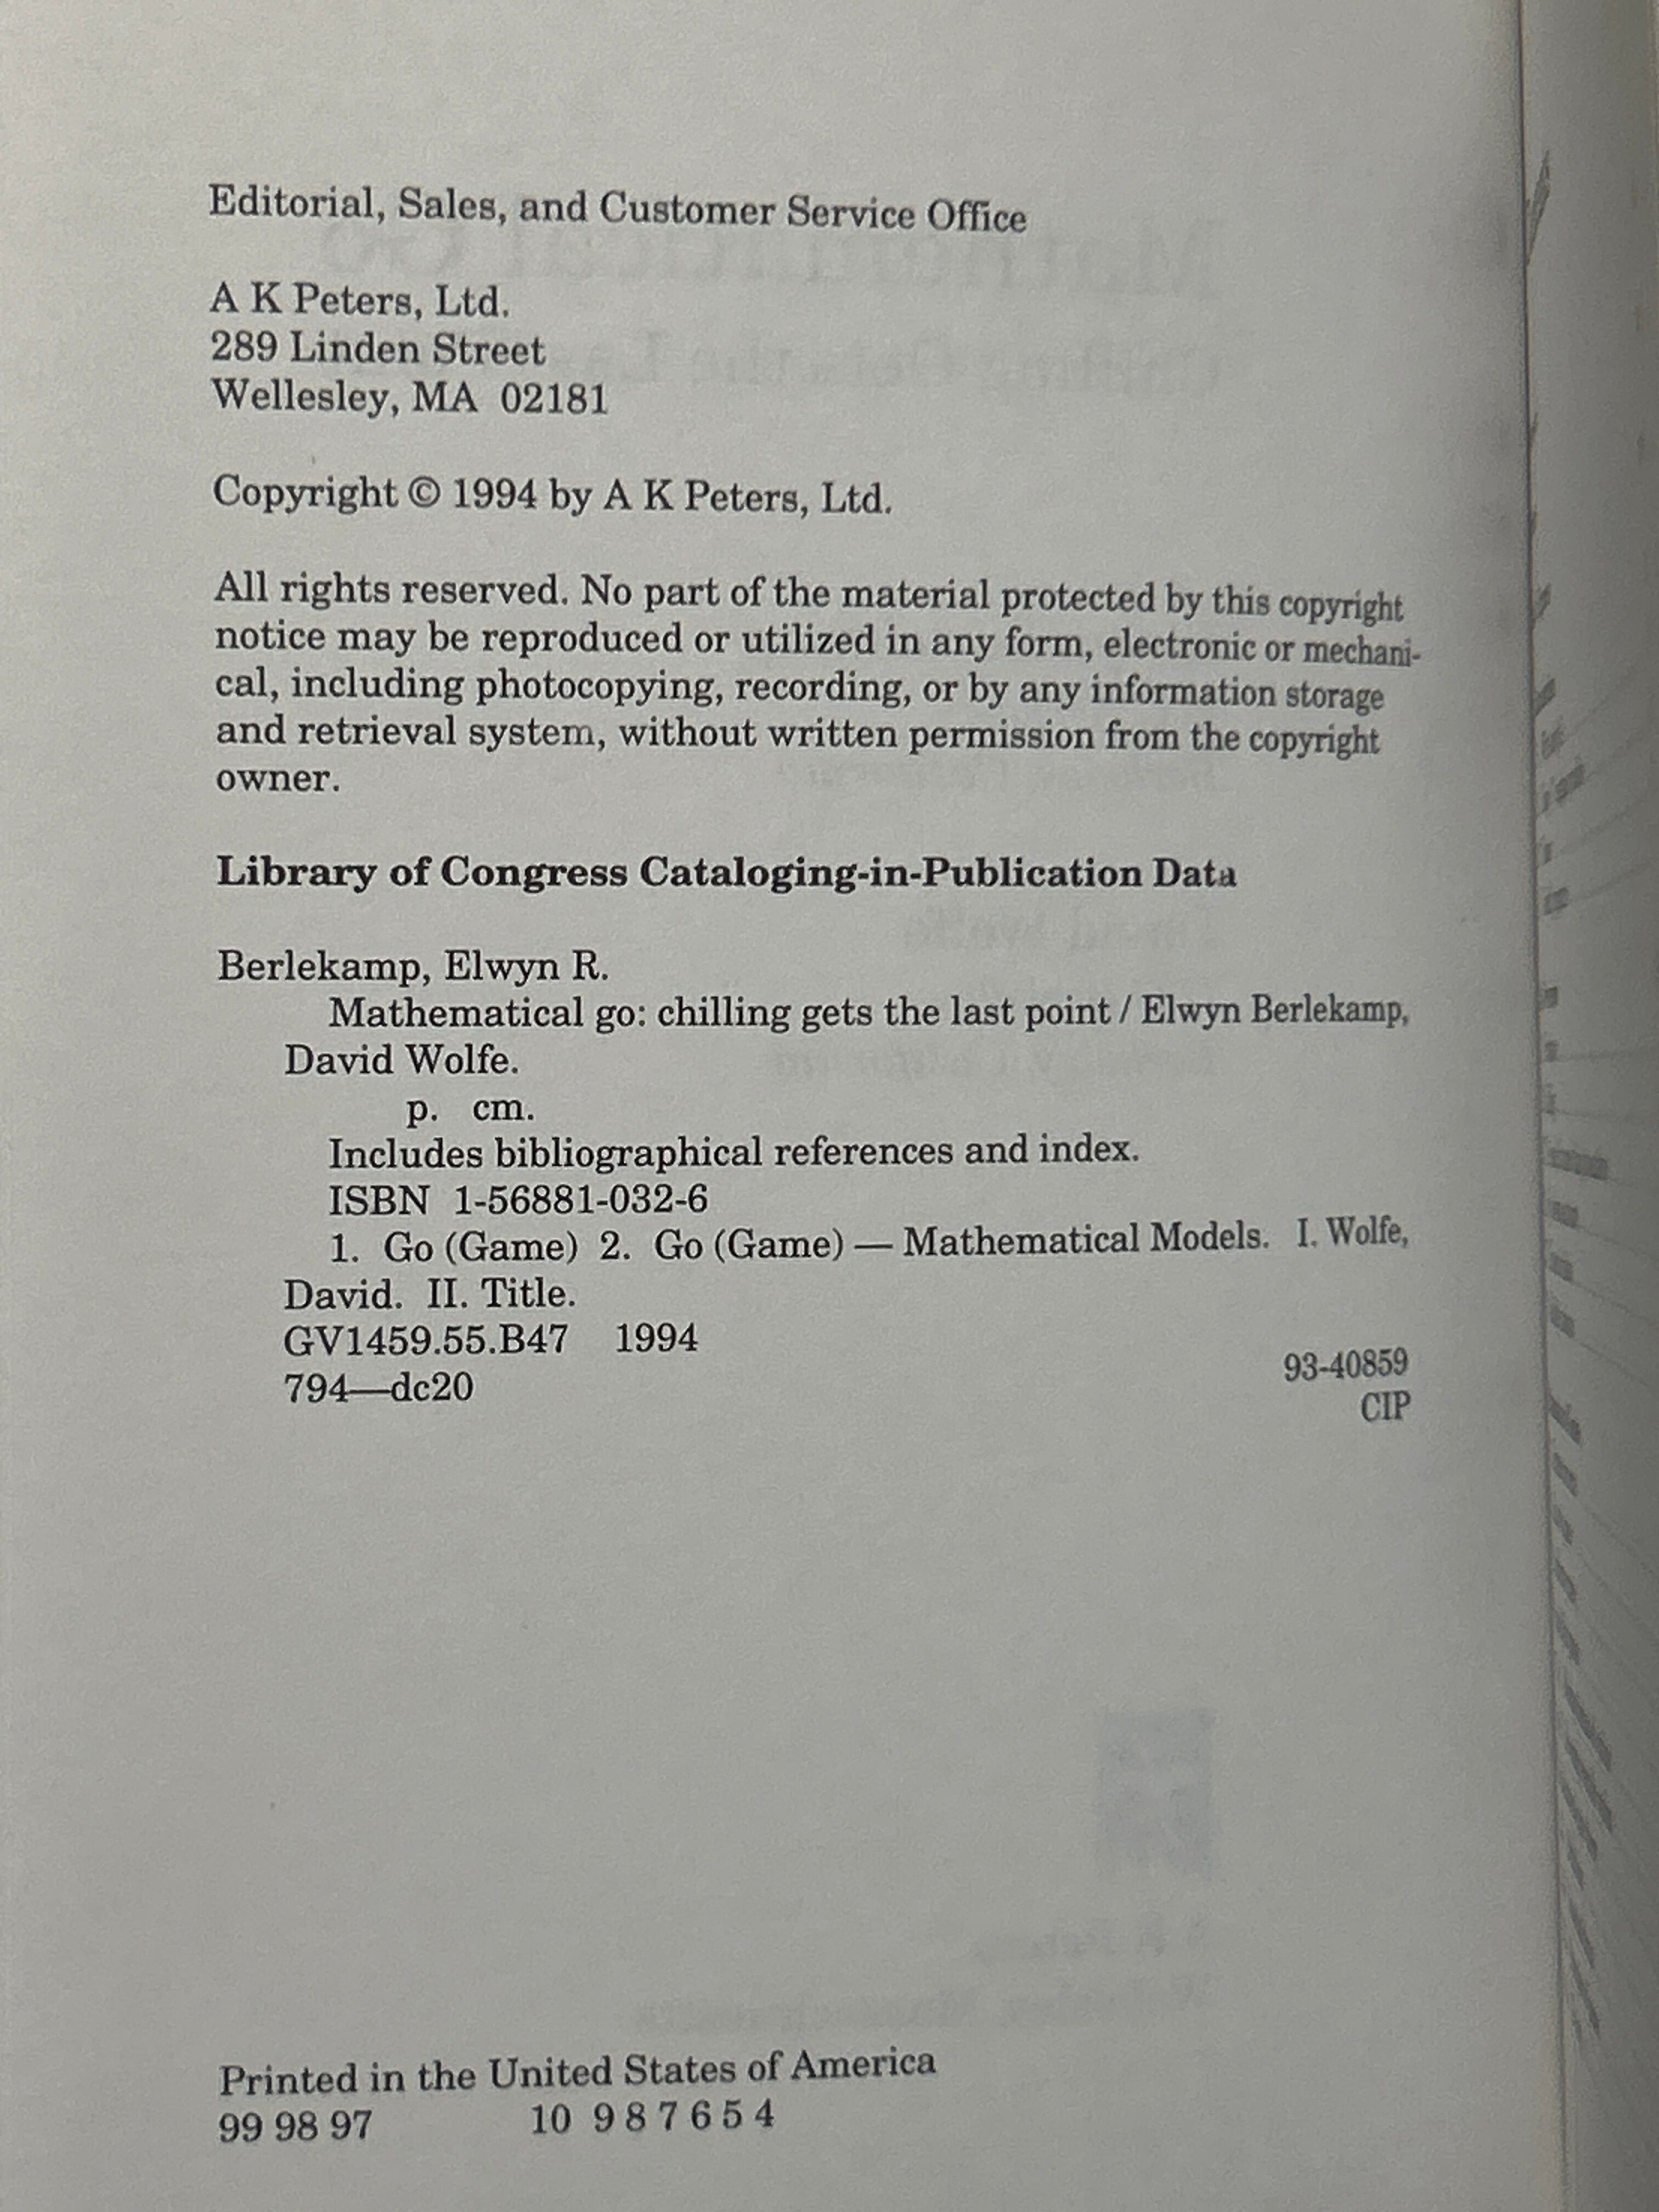 Editorial, Sales, and Customer Service Office
A K Peters, Ltd.
289 Linden Street
Wellesley, MA 02181
Copyright © 1994 by A K Peters, Ltd.
All rights reserved. No part of the material protected by this copyright
notice may be reproduced or utilized in any form, electronic or mechani-
cal, including photocopying, recording, or by any information storage
and retrieval system, without written permission from the copyright
owner.
Library of Congress Cataloging-in-Publication Data
Berlekamp, Elwyn R.
Mathematical go: chilling gets the last point / Elwyn Berlekamp,
David Wolfe.
p. cm.
Includes bibliographical references and index.
ISBN 1-56881-032-6
1. Go (Game) 2. Go (Game) — Mathematical Models. I. Wolfe,
David. II. Title.
GV1459.55.B47 1994
93-40859
794—dc20
CIP
Printed in the United States of America
99 98 97 10 9 8 7 6 5 4